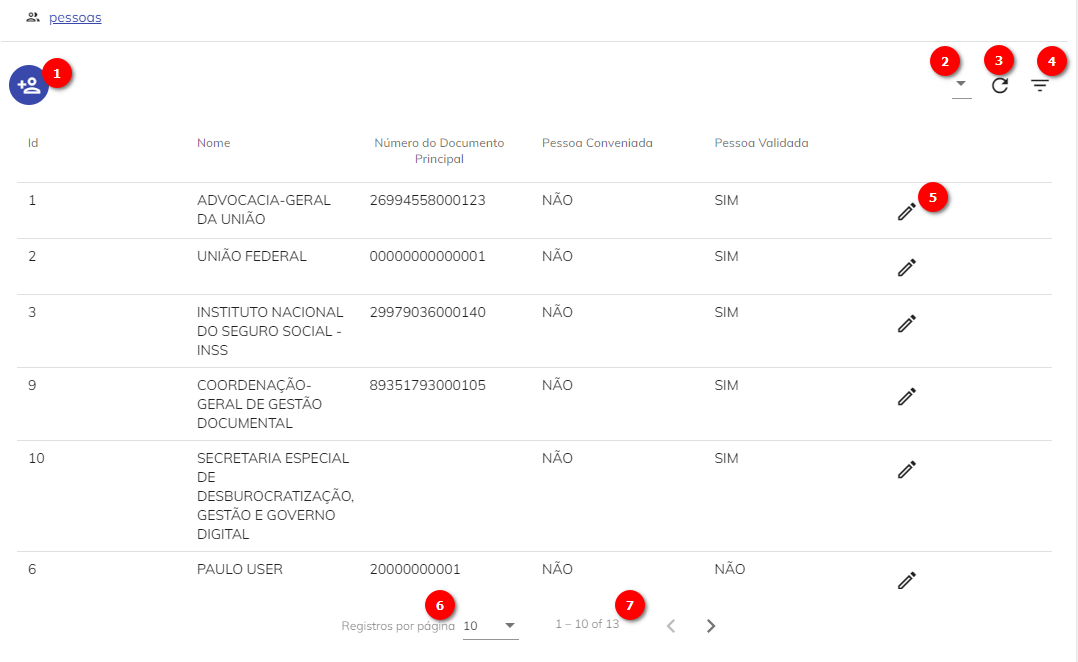 pessoas
1
2
3
4
Id
Nome
Número do Documento
Principal
Pessoa Conveniada
Pessoa Validada
1
ADVOCACIA-GERAL
DA UNIÃO
26994558000123
NÃO
SIM
5
2
UNIÃO FEDERAL
00000000000001
NÃO
SIM
3
INSTITUTO NACIONAL
DO SEGURO SOCIAL -
INSS
29979036000140
NÃO
SIM
9
COORDENAÇÃO-
GERAL DE GESTÃO
DOCUMENTAL
89351793000105
NÃO
SIM
10
SECRETARIA ESPECIAL
DE
DESBUROCRATIZAÇÃO,
GESTÃO E GOVERNO
DIGITAL
NÃO
SIM
6
PAULO USER
20000000001
NÃO
NÃO
6
7
Registros por página
10
1 – 10 of 13